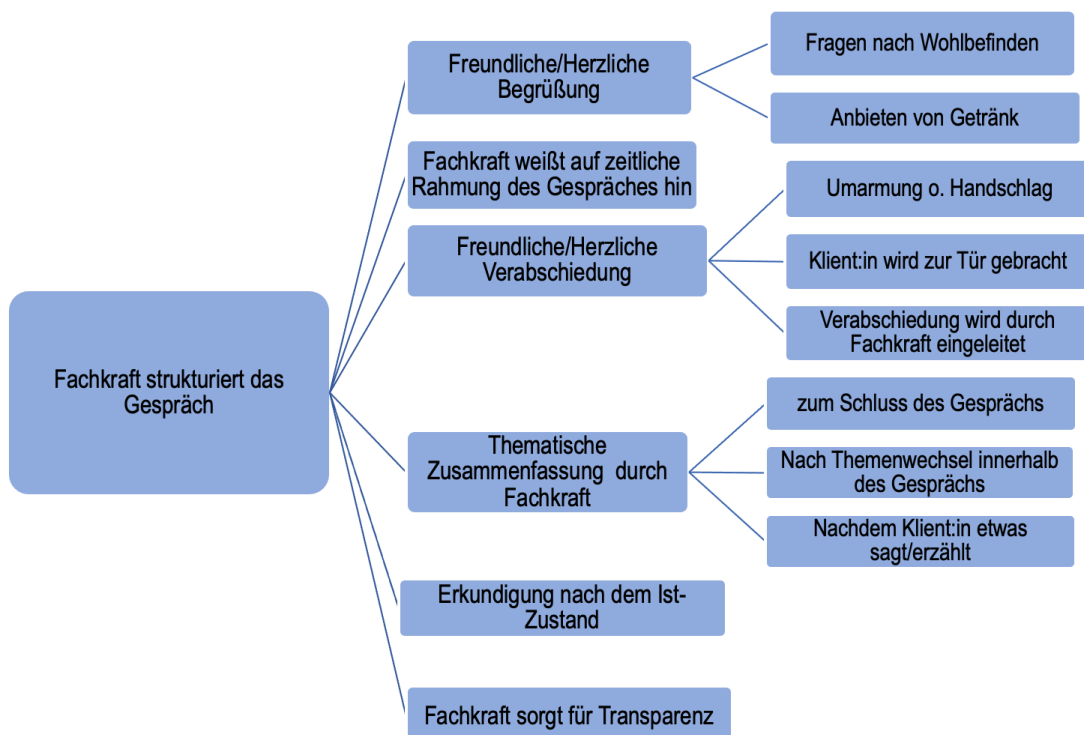 Fachkraft strukturiert das
Gespräch
Freundliche/Herzliche
Begrüßung
Fragen nach Wohlbefinden
Anbieten von Getränk
Fachkraft weißt auf zeitliche
Rahmung des Gespräches hin
Freundliche/Herzliche
Verabschiedung
Umarmung o. Handschlag
Klient:in wird zur Tür gebracht
Verabschiedung wird durch
Fachkraft eingeleitet
Thematische
Zusammenfassung durch
Fachkraft
zum Schluss des Gesprächs
Nach Themenwechsel innerhalb
des Gesprächs
Nachdem Klient:in etwas
sagt/erzählt
Erkundigung nach dem Ist-
Zustand
Fachkraft sorgt für Transparenz